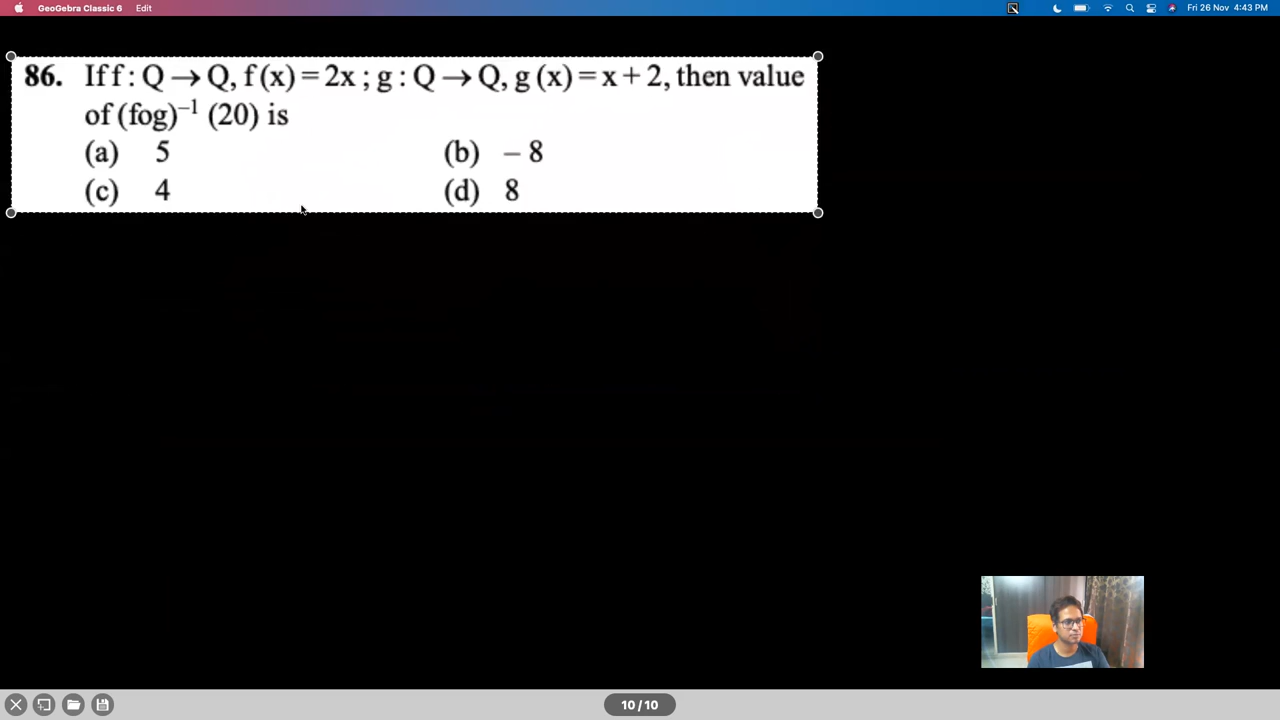 GeoGebra Classic 6 Edit Fri 26 Nov 4:43 PM
86. If f : Q → Q, f (x) = 2x ; g : Q → Q, g (x) = x + 2, then value
of (fog)⁻¹ (20) is
(a) 5 (b) – 8
(c) 4 (d) 8
10 / 10